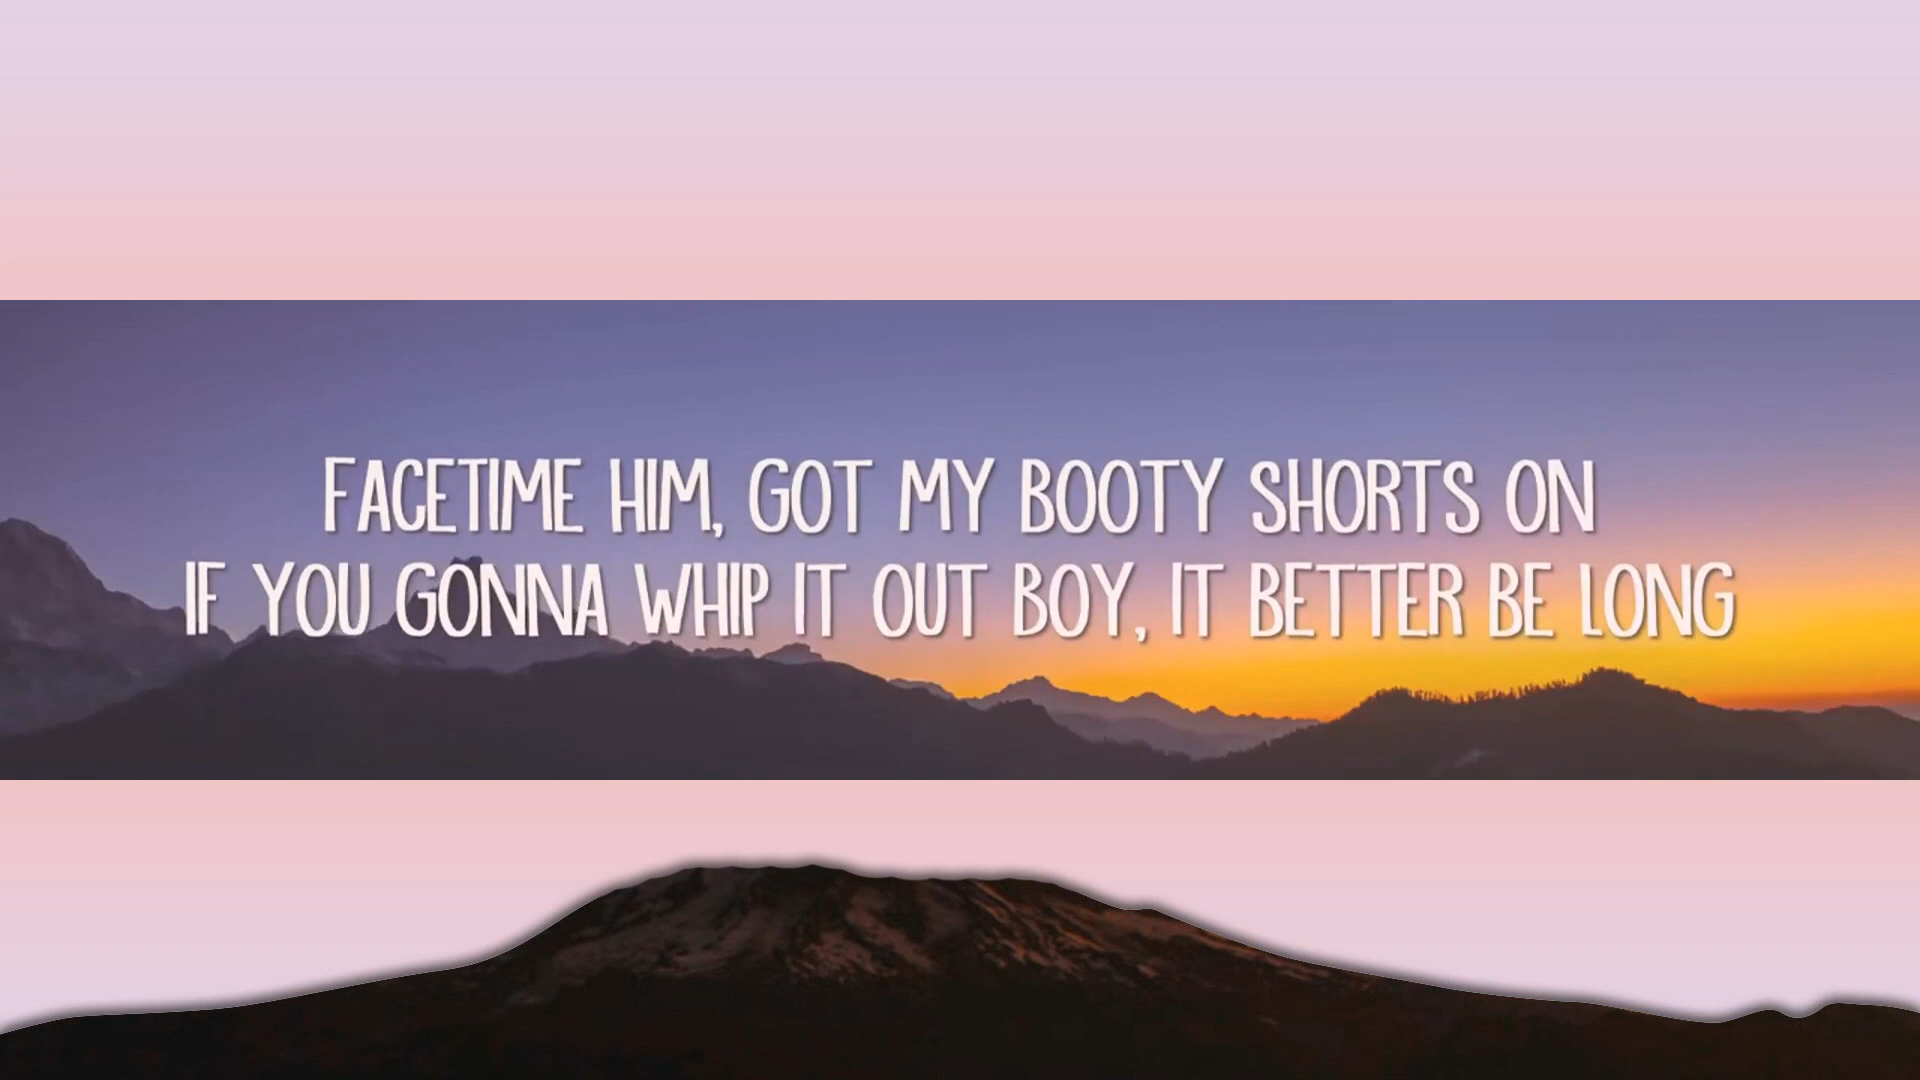 FACETIME HIM, GOT MY BOOTY SHORTS ON
IF YOU GONNA WHIP IT OUT BOY, IT BETTER BE LONG